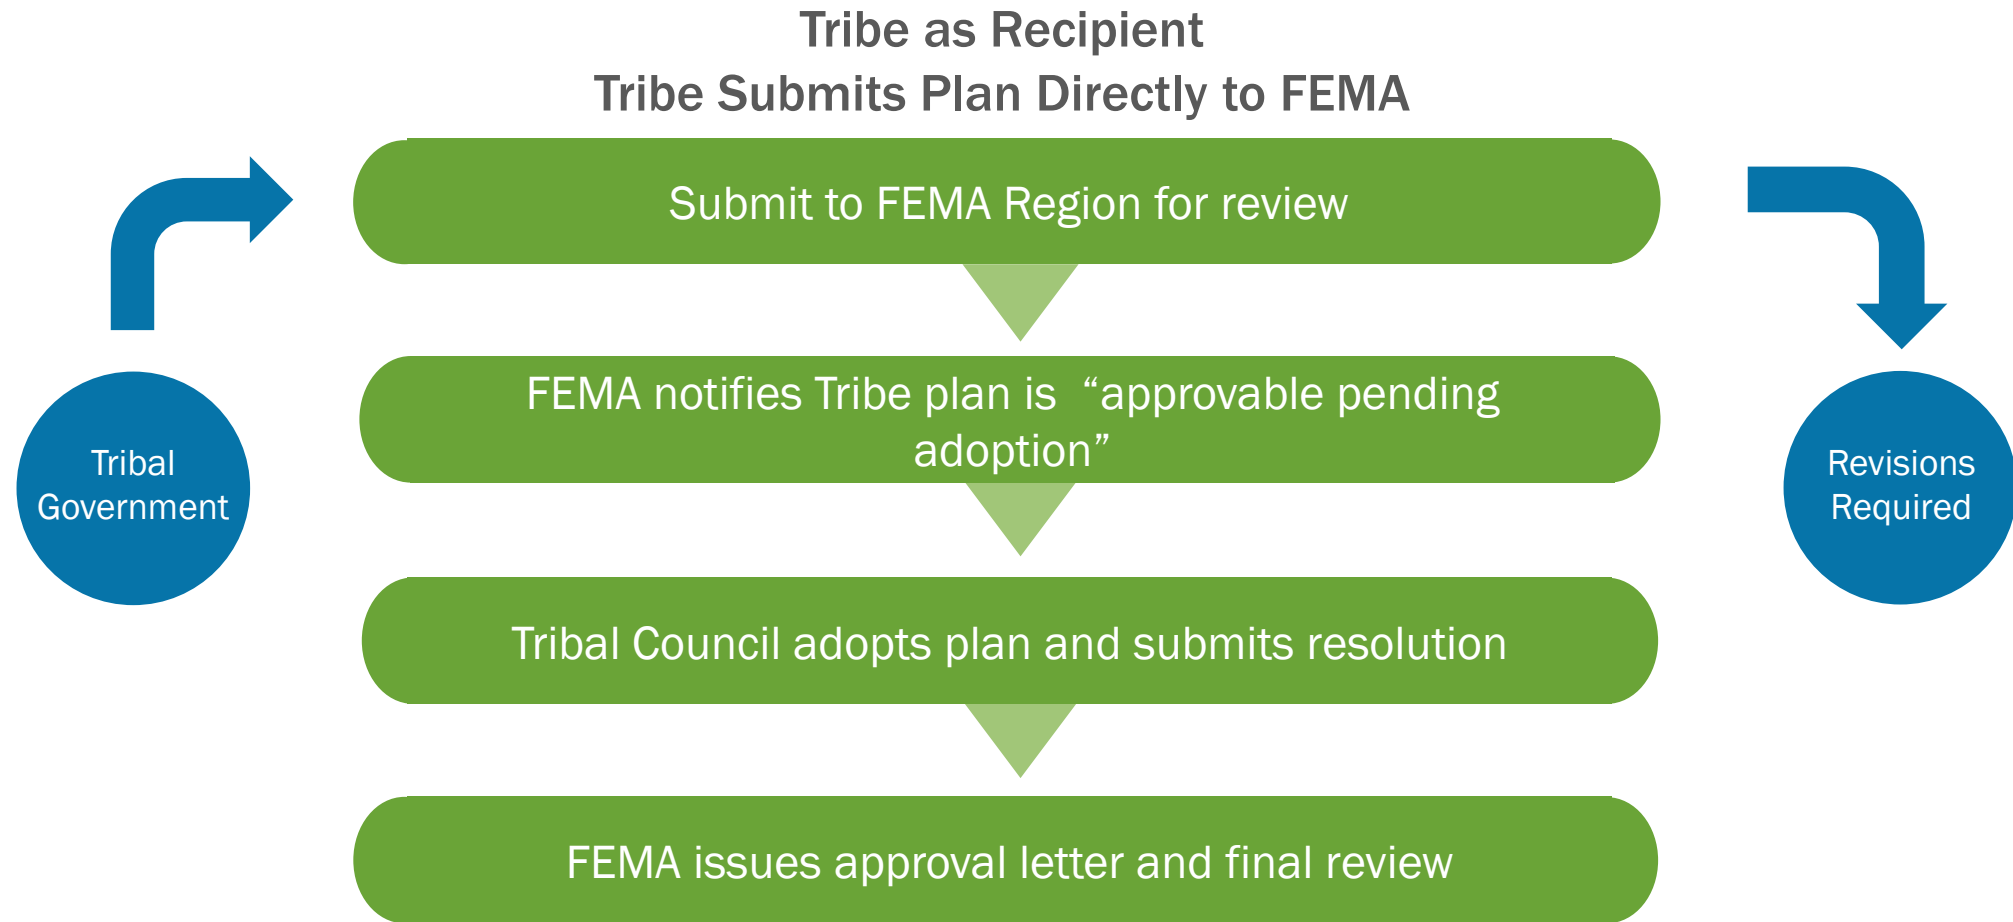 Tribe as Recipient
Tribe Submits Plan Directly to FEMA
Submit to FEMA Region for review
FEMA notifies Tribe plan is  “approvable pending
adoption”
Tribal
Government
Revisions
Required
Tribal Council adopts plan and submits resolution
FEMA issues approval letter and final review